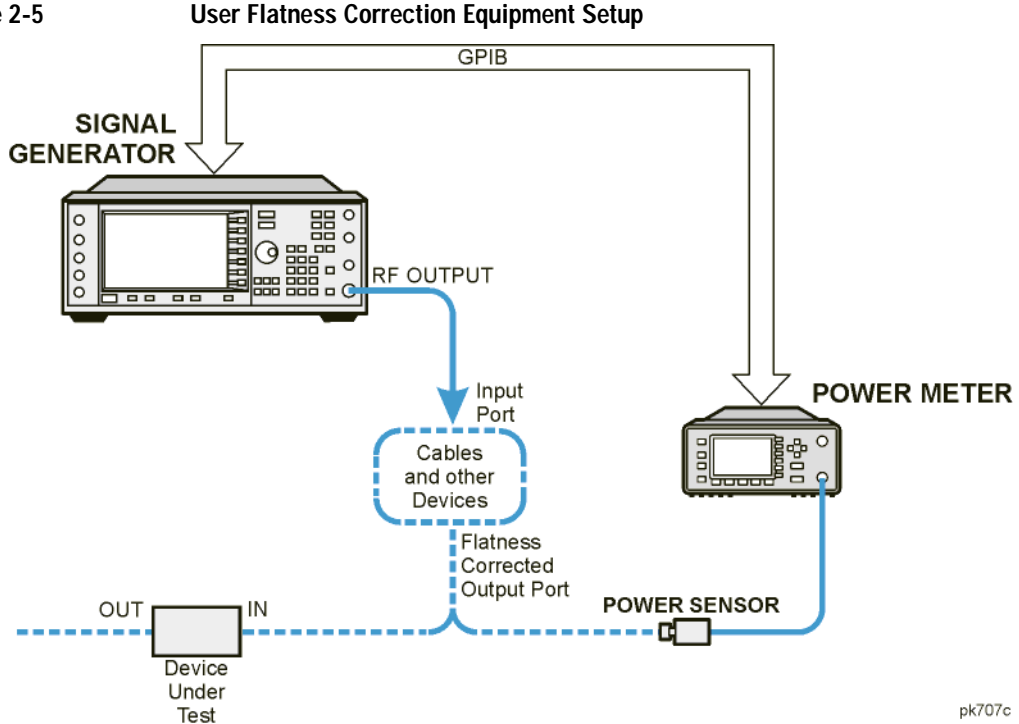 2-5 User Flatness Correction Equipment Setup
GPIB
SIGNAL
GENERATOR
RF OUTPUT
Input
Port
POWER METER
Cables
and other
Devices
Flatness
Corrected
Output Port
POWER SENSOR
OUT
IN
Device
Under
Test
pk707c